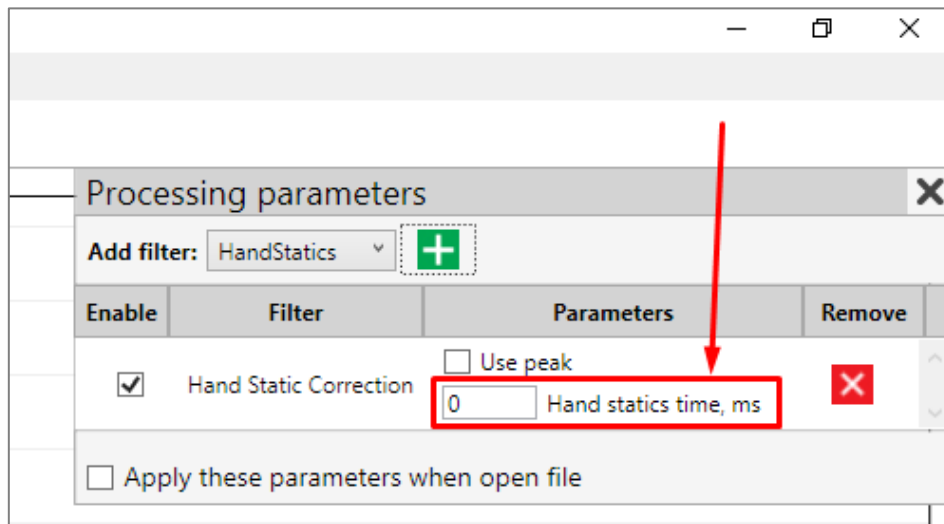 Processing parameters
Add filter: HandStatics
Enable Filter Parameters Remove
Use peak
Hand Static Correction
0 Hand statics time, ms
Apply these parameters when open file